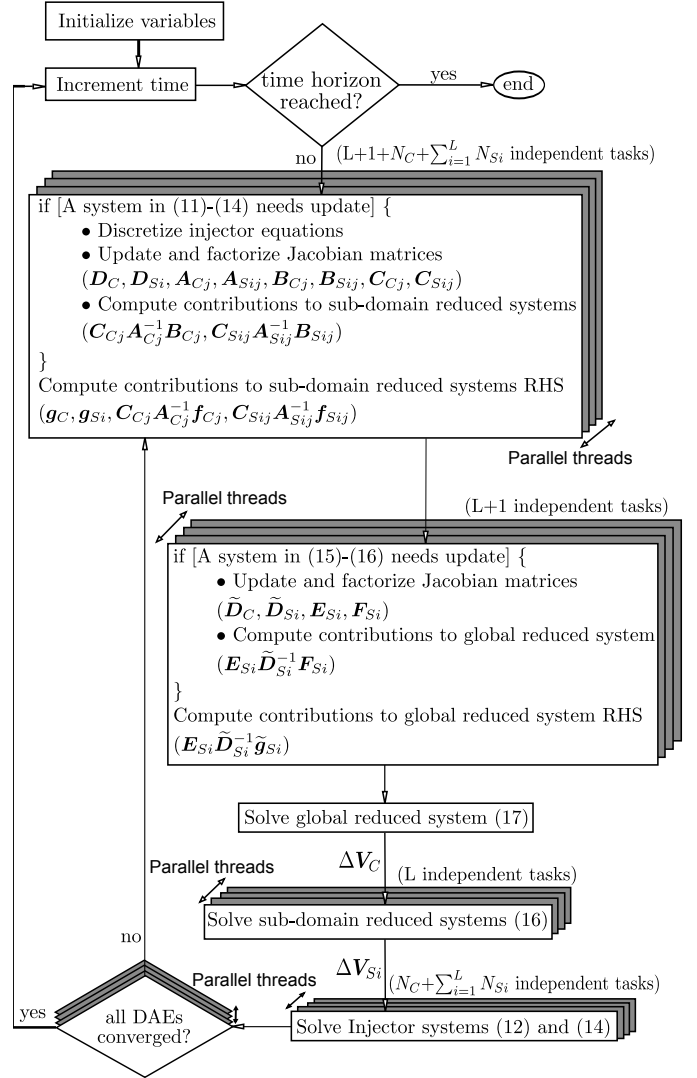 Initialize variables
Increment time
time horizon
reached?
yes
end
no
(L+1+N_C+∑_{i=1}^{L} N_{Si} independent tasks)
if [A system in (11)-(14) needs update] {
• Discretize injector equations
• Update and factorize Jacobian matrices
(D_C, D_{Si}, A_{Cj}, A_{Sij}, B_{Cj}, B_{Sij}, C_{Cj}, C_{Sij})
• Compute contributions to sub-domain reduced systems
(C_{Cj}A_{Cj}^{-1}B_{Cj}, C_{Sij}A_{Sij}^{-1}B_{Sij})
}
Compute contributions to sub-domain reduced systems RHS
(g_C, g_{Si}, C_{Cj}A_{Cj}^{-1}f_{Cj}, C_{Sij}A_{Sij}^{-1}f_{Sij})
Parallel threads
Parallel threads
(L+1 independent tasks)
if [A system in (15)-(16) needs update] {
• Update and factorize Jacobian matrices
(D̃_C, D̃_{Si}, E_{Si}, F_{Si})
• Compute contributions to global reduced system
(E_{Si}D̃_{Si}^{-1}F_{Si})
}
Compute contributions to global reduced system RHS
(E_{Si}D̃_{Si}^{-1}g̃_{Si})
Solve global reduced system (17)
ΔV_C
Parallel threads
(L independent tasks)
Solve sub-domain reduced systems (16)
ΔV_{Si}
Parallel threads
(N_C+∑_{i=1}^{L} N_{Si} independent tasks)
Solve Injector systems (12) and (14)
no
yes
all DAEs
converged?